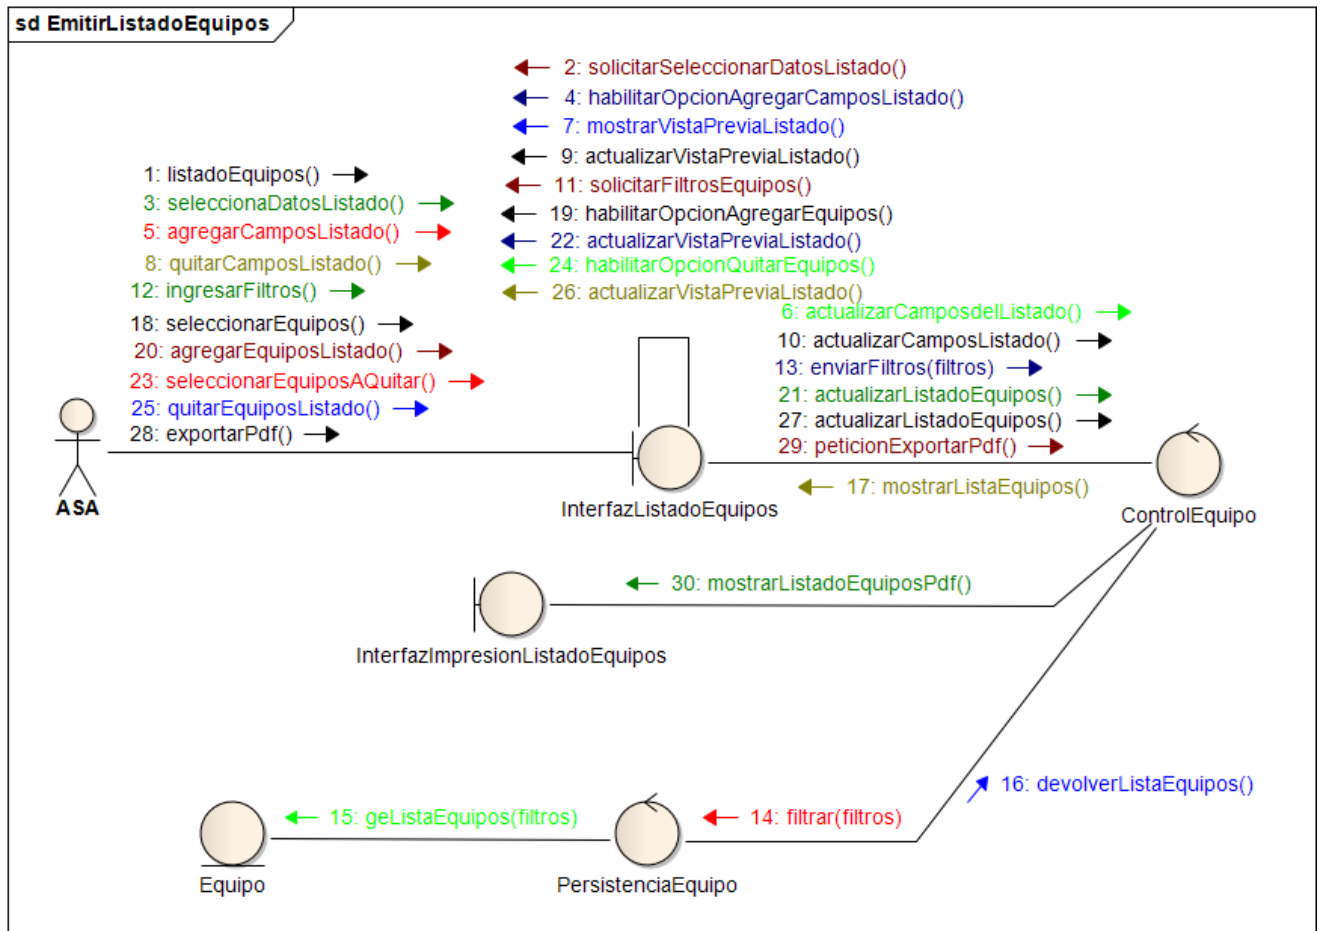 sd EmitirListadoEquipos
2: solicitarSeleccionarDatosListado()
4: habilitarOpcionAgregarCamposListado()
7: mostrarVistaPreviaListado()
9: actualizarVistaPreviaListado()
11: solicitarFiltrosEquipos()
19: habilitarOpcionAgregarEquipos()
22: actualizarVistaPreviaListado()
24: habilitarOpcionQuitarEquipos()
26: actualizarVistaPreviaListado()
1: listadoEquipos()
3: seleccionaDatosListado()
5: agregarCamposListado()
8: quitarCamposListado()
12: ingresarFiltros()
18: seleccionarEquipos()
20: agregarEquiposListado()
23: seleccionarEquiposAQuitar()
25: quitarEquiposListado()
28: exportarPdf()
6: actualizarCamposdelListado()
10: actualizarCamposListado()
13: enviarFiltros(filtros)
21: actualizarListadoEquipos()
27: actualizarListadoEquipos()
29: peticionExportarPdf()
17: mostrarListaEquipos()
ASA
InterfazListadoEquipos
ControlEquipo
30: mostrarListadoEquiposPdf()
InterfazImpresionListadoEquipos
16: devolverListaEquipos()
15: geListaEquipos(filtros)
14: filtrar(filtros)
Equipo
PersistenciaEquipo